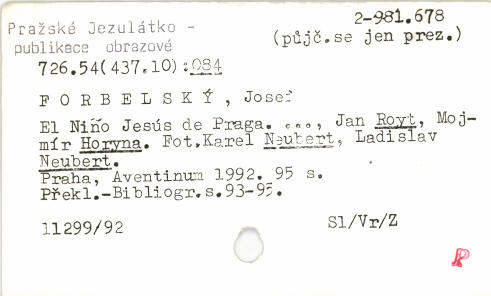 Pražské Jezulátko -
publikace obrazové
2-981.678
(půjč.se jen prez.)
726.54(437.10):084
F O R B E L S K Ý , Josef
El Niño Jesús de Praga. ..., Jan Royt, Moj-
mír Horyna. Fot.Karel Neubert, Ladislav
Neubert.
Praha, Aventinum 1992. 95 s.
Překl.-Bibliogr.s.93-95.
11299/92
Sl/Vr/Z
P